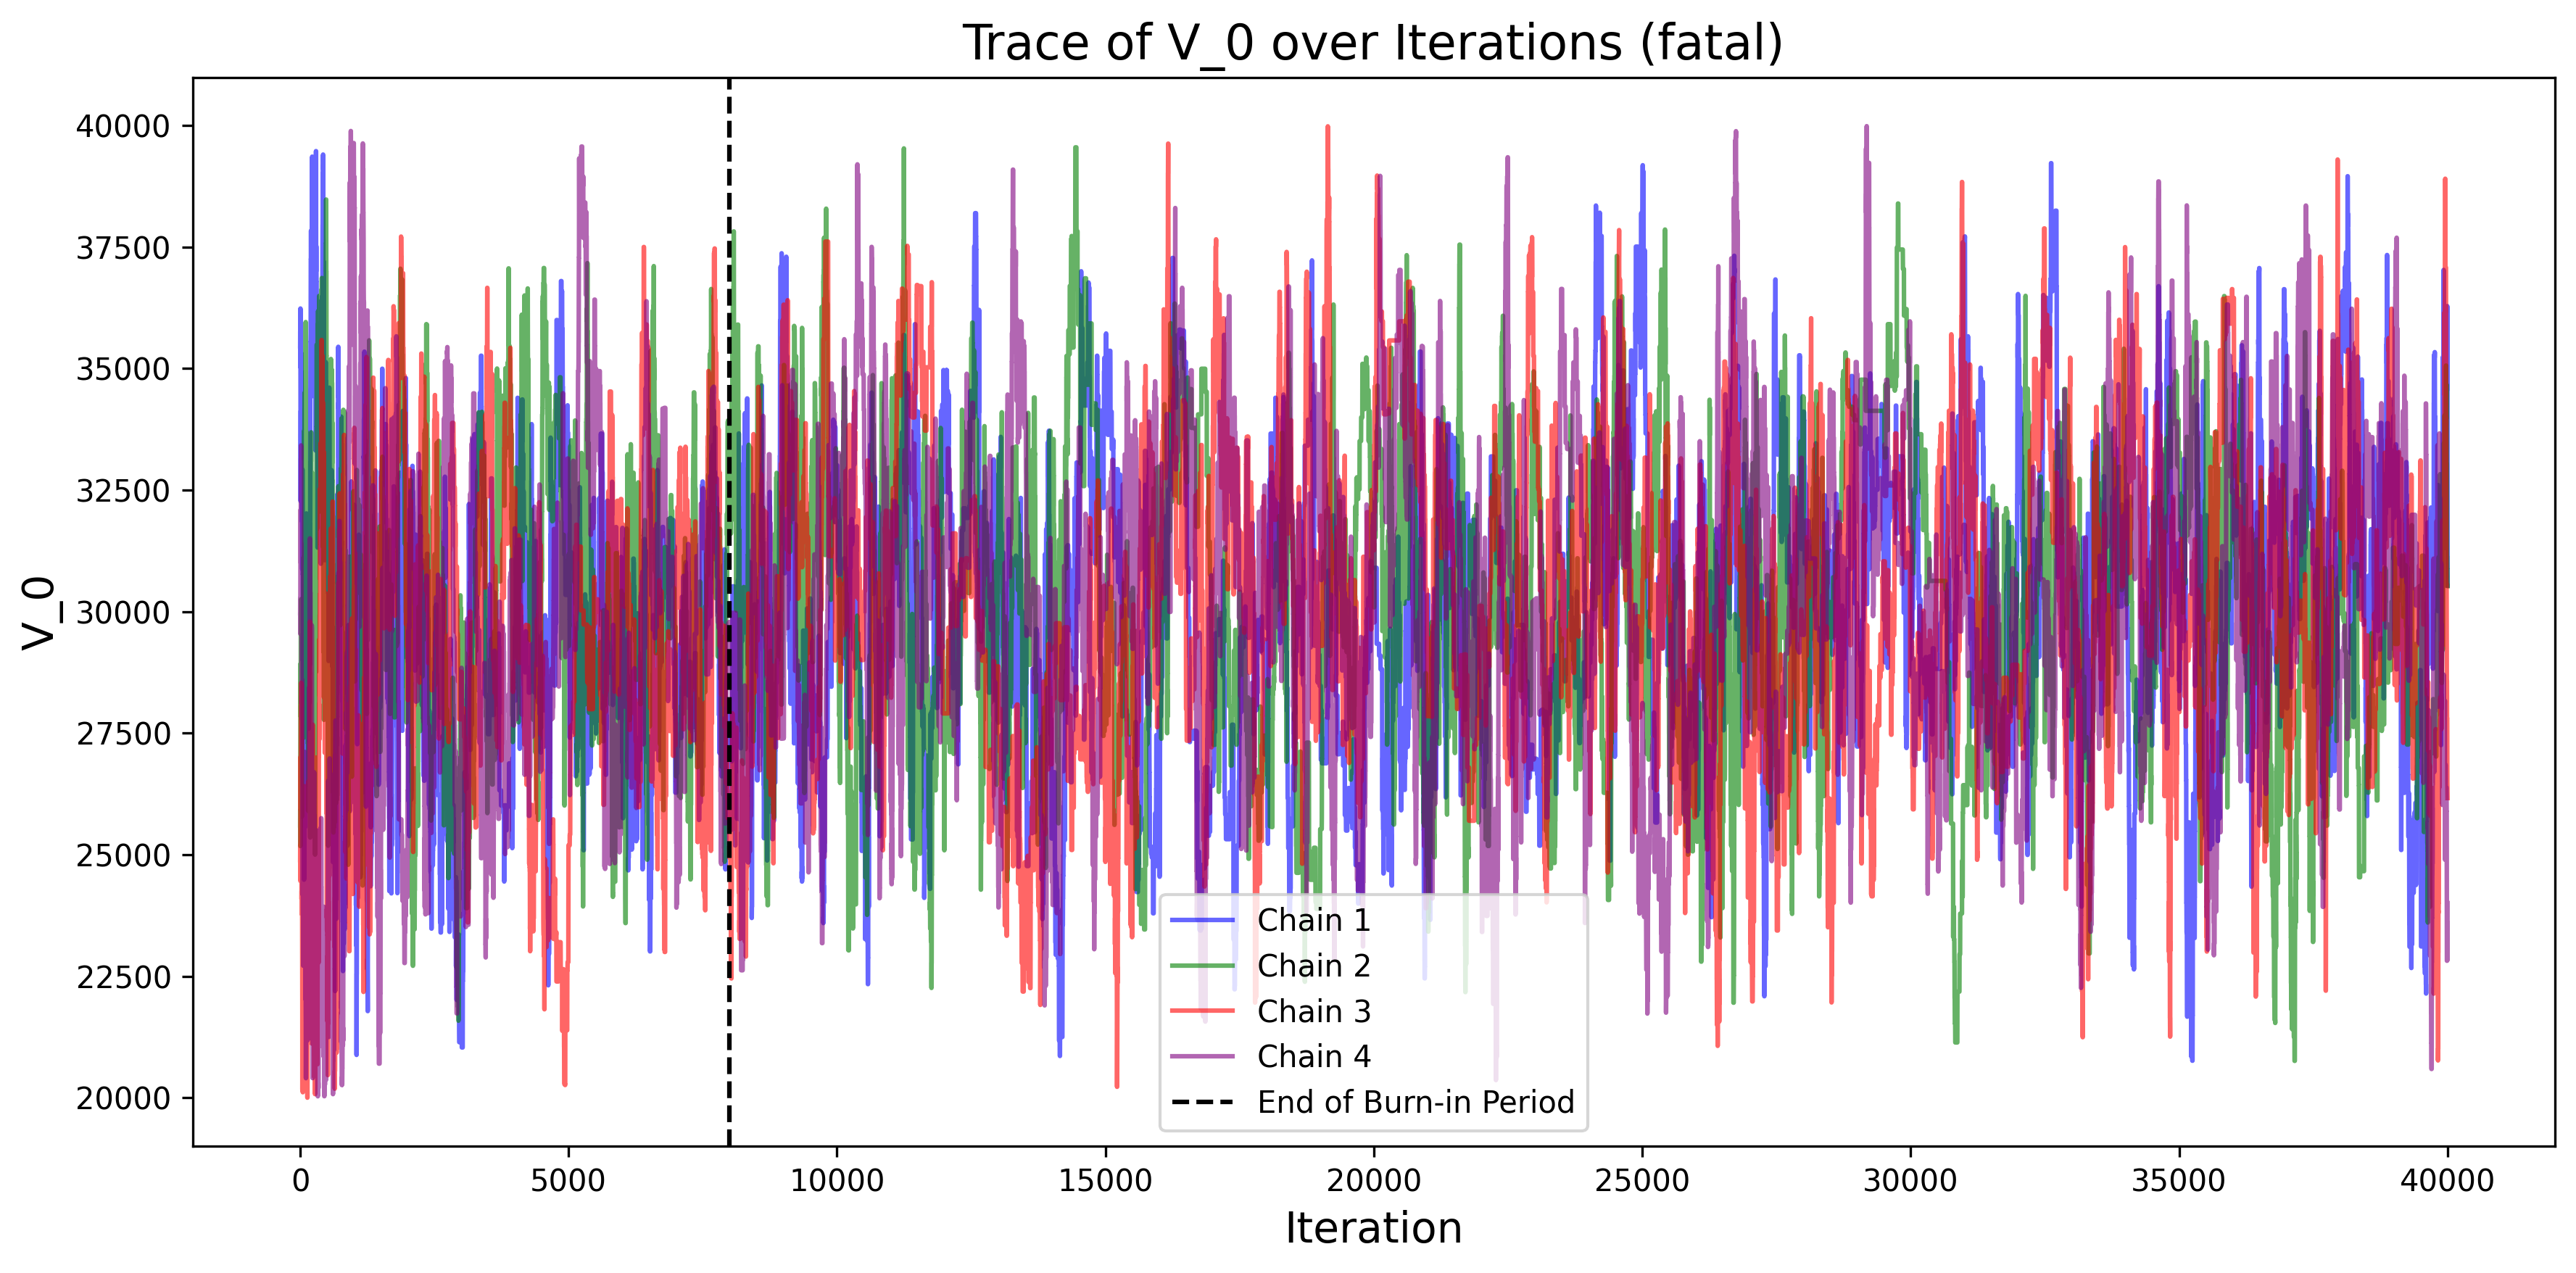 Trace of V_0 over Iterations (fatal)
V_0
40000
37500
35000
32500
30000
27500
25000
22500
20000
Chain 1
Chain 2
Chain 3
Chain 4
End of Burn-in Period
0 5000 10000 15000 20000 25000 30000 35000 40000
Iteration